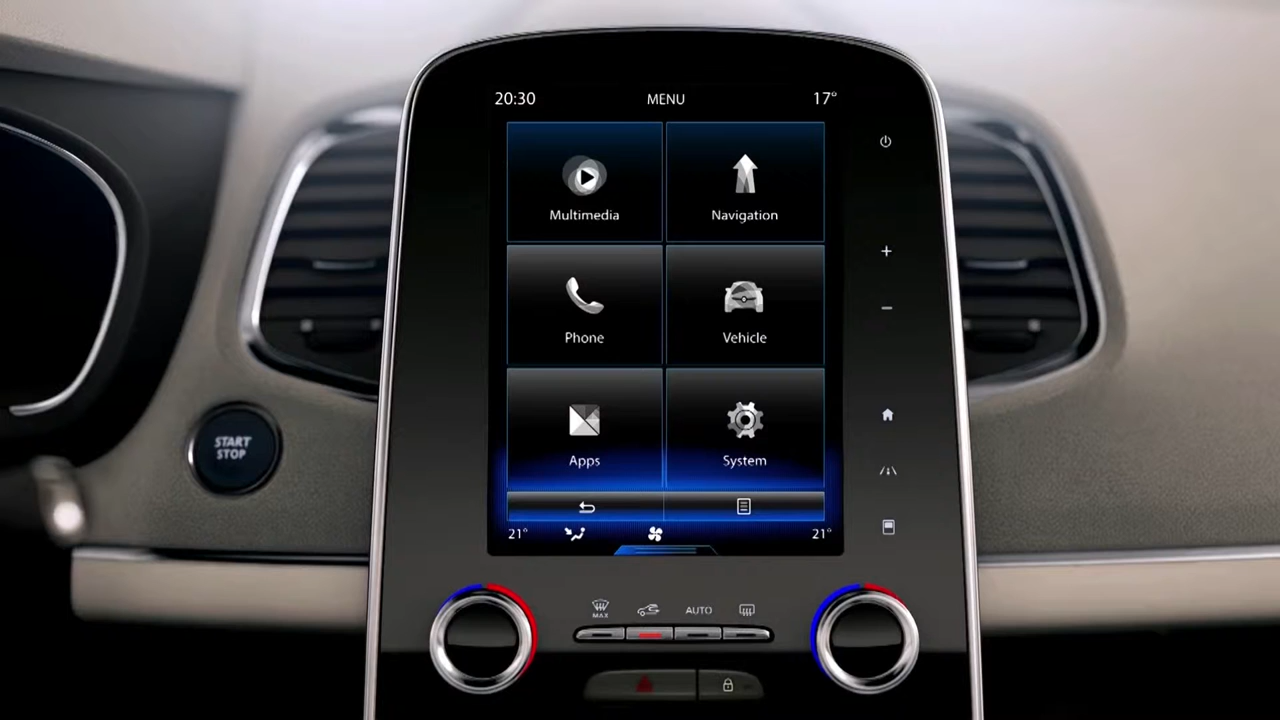 20:30 MENU 17°
Multimedia Navigation
Phone Vehicle
START
STOP
Apps System
21° 21°
MAX AUTO